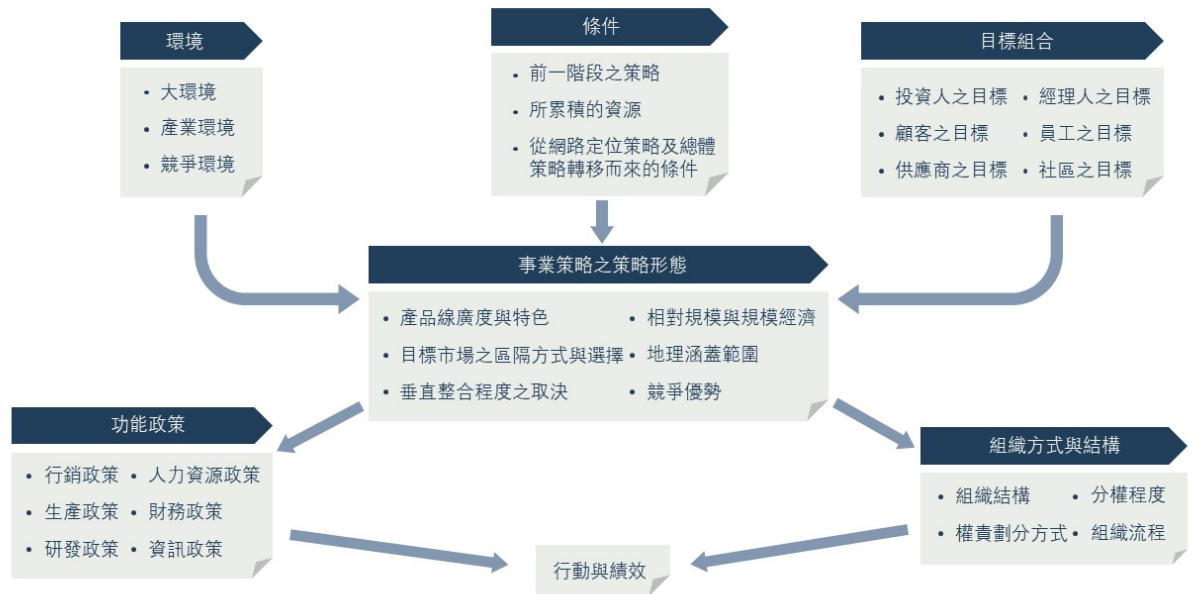 環境
大環境
產業環境
競爭環境
條件
前一階段之策略
所累積的資源
從網路定位策略及總體
策略轉移而來的條件
目標組合
投資人之目標
經理人之目標
顧客之目標
員工之目標
供應商之目標
社區之目標
事業策略之策略形態
產品線廣度與特色
相對規模與規模經濟
目標市場之區隔方式與選擇
地理涵蓋範圍
垂直整合程度之取決
競爭優勢
功能政策
行銷政策
人力資源政策
生產政策
財務政策
研發政策
資訊政策
組織方式與結構
組織結構
分權程度
權責劃分方式
組織流程
行動與績效